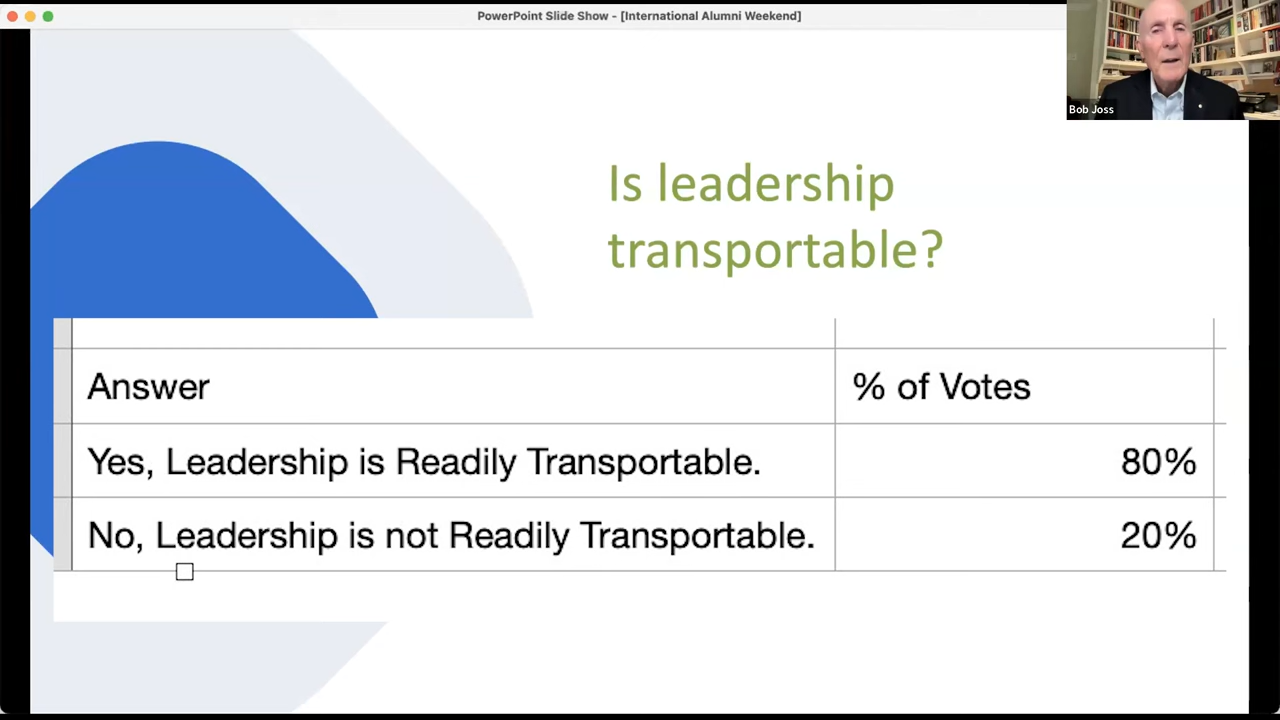 PowerPoint Slide Show - [International Alumni Weekend]
Bob Joss
Is leadership
transportable?
Answer % of Votes
Yes, Leadership is Readily Transportable. 80%
No, Leadership is not Readily Transportable. 20%